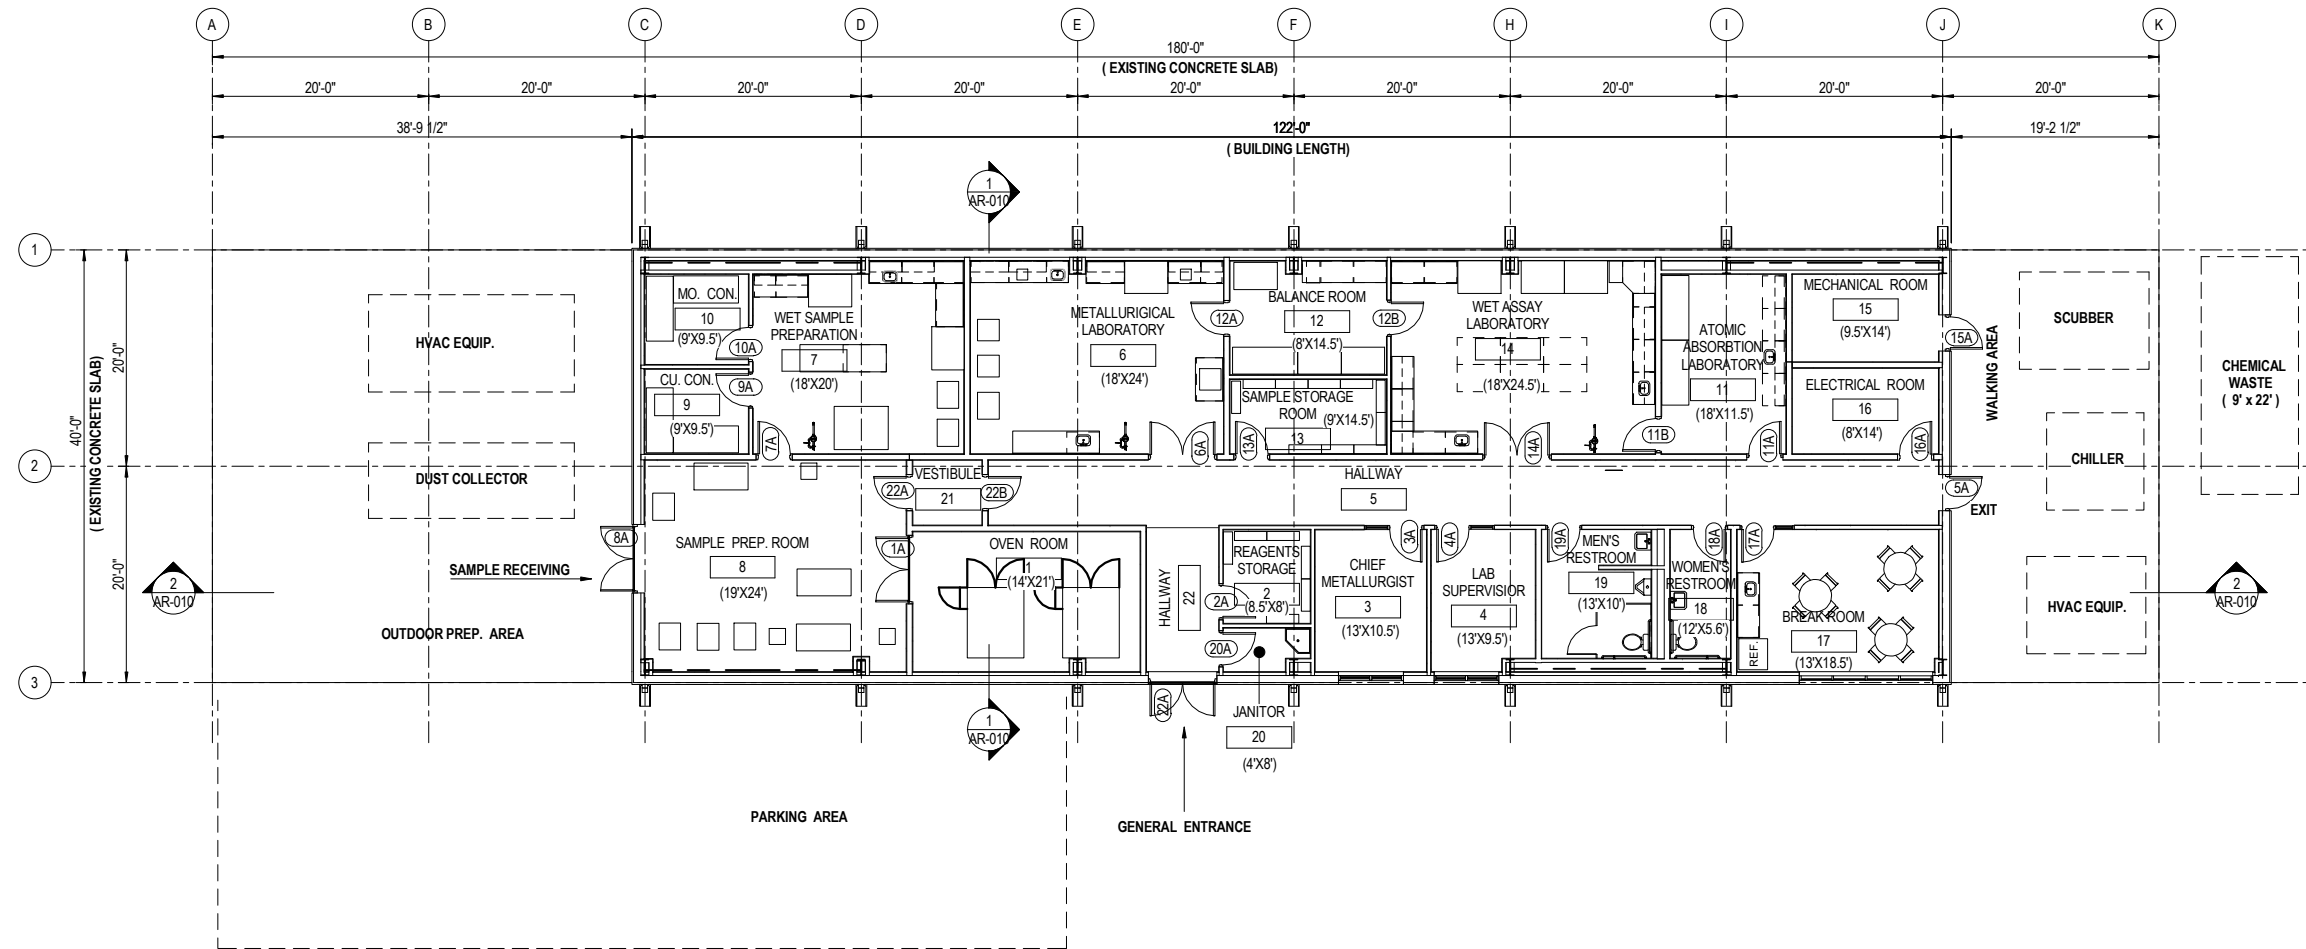 A B C D E F H I J K
180'-0"
( EXISTING CONCRETE SLAB)
20'-0" 20'-0" 20'-0" 20'-0" 20'-0" 20'-0" 20'-0" 20'-0" 20'-0"
38'-9 1/2" 122'-0" 19'-2 1/2"
( BUILDING LENGTH)
1
AR-010
1
2
3
20'-0"
20'-0"
40'-0"
( EXISTING CONCRETE SLAB)
HVAC EQUIP.
DUST COLLECTOR
SAMPLE RECEIVING
OUTDOOR PREP. AREA
2
AR-010
MO. CON.
10
(9'X9.5')
10A
CU. CON.
9
(9'X9.5')
9A
WET SAMPLE
PREPARATION
7
(18'X20')
7A
METALLURIGICAL
LABORATORY
6
(18'X24')
6A
BALANCE ROOM
12
(8'X14.5')
12A
12B
SAMPLE STORAGE
ROOM
(9'X14.5')
13
13A
WET ASSAY
LABORATORY
14
(18'X24.5')
14A
11B
ATOMIC
ABSORBTION
LABORATORY
11
(18'X11.5')
11A
MECHANICAL ROOM
15
(9.5'X14')
15A
ELECTRICAL ROOM
16
(8'X14')
16A
WALKING AREA
SCUBBER
CHILLER
HVAC EQUIP.
CHEMICAL
WASTE
( 9' x 22' )
VESTIBULE
21
22A
22B
HALLWAY
5
5A
EXIT
8A
SAMPLE PREP. ROOM
8
(19'X24')
1A
OVEN ROOM
1
(14'X21')
HALLWAY
22
22A
REAGENTS
STORAGE
2
(8.5'X8')
2A
20A
CHIEF
METALLURGIST
3
(13'X10.5')
3A
LAB
SUPERVISIOR
4
(13'X9.5')
4A
MEN'S
RESTROOM
19
(13'X10')
19A
WOMEN'S
RESTROOM
18
(12'X5.6')
18A
BREAK ROOM
17
(13'X18.5')
17A
REF.
2
AR-010
1
AR-010
JANITOR
20
(4'X8')
PARKING AREA
GENERAL ENTRANCE